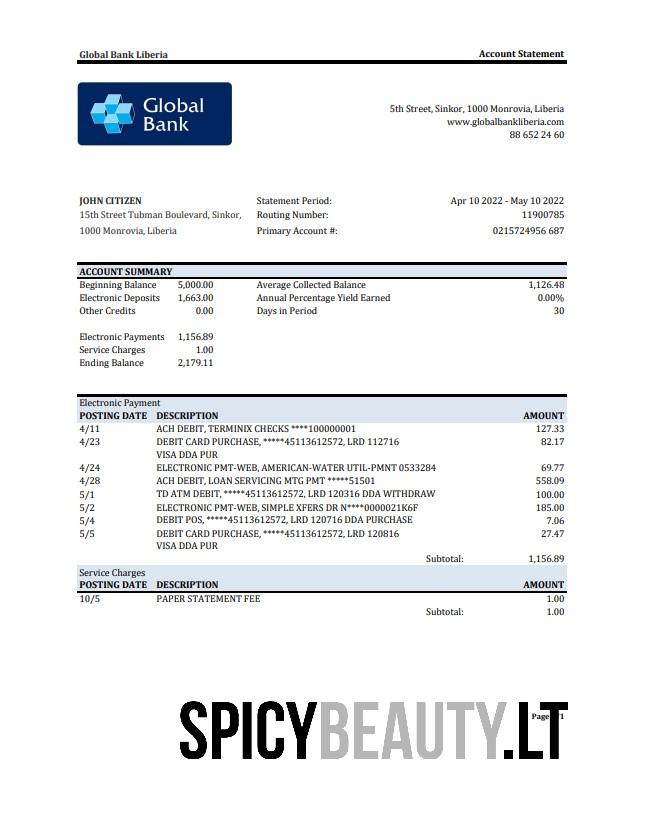 Global Bank Liberia Account Statement
Global
Bank
5th Street, Sinkor, 1000 Monrovia, Liberia
www.globalbankliberia.com
88 652 24 60
JOHN CITIZEN Statement Period: Apr 10 2022 - May 10 2022
15th Street Tubman Boulevard, Sinkor, Routing Number: 11900785
1000 Monrovia, Liberia Primary Account #: 0215724956 687
ACCOUNT SUMMARY
Beginning Balance 5,000.00 Average Collected Balance 1,126.48
Electronic Deposits 1,663.00 Annual Percentage Yield Earned 0.00%
Other Credits 0.00 Days in Period 30
Electronic Payments 1,156.89
Service Charges 1.00
Ending Balance 2,179.11
Electronic Payment
POSTING DATE DESCRIPTION AMOUNT
4/11 ACH DEBIT, TERMINIX CHECKS ****100000001 127.33
4/23 DEBIT CARD PURCHASE, *****45113612572, LRD 112716 82.17
VISA DDA PUR
4/24 ELECTRONIC PMT-WEB, AMERICAN-WATER UTIL-PMNT 0533284 69.77
4/28 ACH DEBIT, LOAN SERVICING MTG PMT *****51501 558.09
5/1 TD ATM DEBIT, *****45113612572, LRD 120316 DDA WITHDRAW 100.00
5/2 ELECTRONIC PMT-WEB, SIMPLE XFERS DR N****0000021K6F 185.00
5/4 DEBIT POS, *****45113612572, LRD 120716 DDA PURCHASE 7.06
5/5 DEBIT CARD PURCHASE, *****45113612572, LRD 120816 27.47
VISA DDA PUR
Subtotal: 1,156.89
Service Charges
POSTING DATE DESCRIPTION AMOUNT
10/5 PAPER STATEMENT FEE 1.00
Subtotal: 1.00
Page /1
SPICYBEAUTY.LT